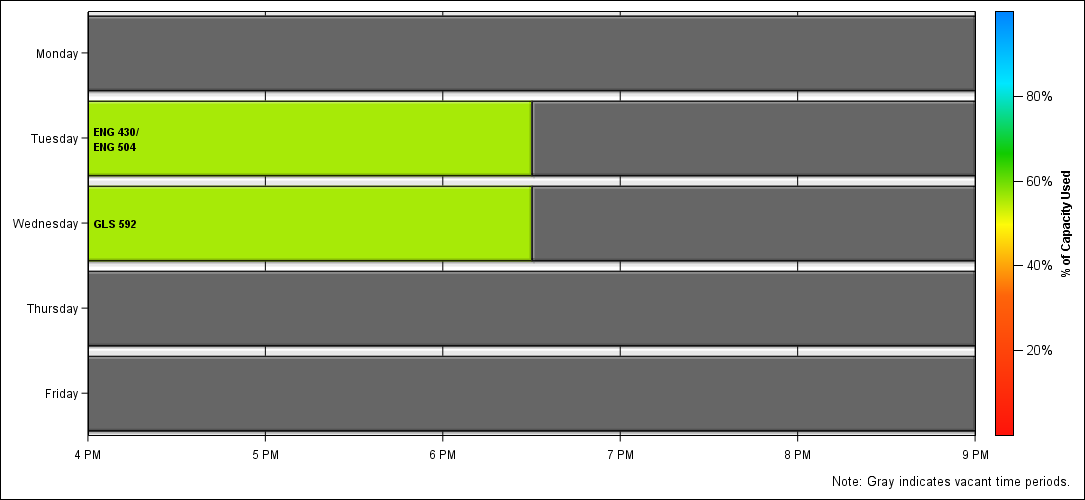 Monday
Tuesday
ENG 430/
ENG 504
Wednesday
GLS 592
Thursday
Friday
4 PM
5 PM
6 PM
7 PM
8 PM
9 PM
80%
60%
40%
20%
% of Capacity Used
Note: Gray indicates vacant time periods.